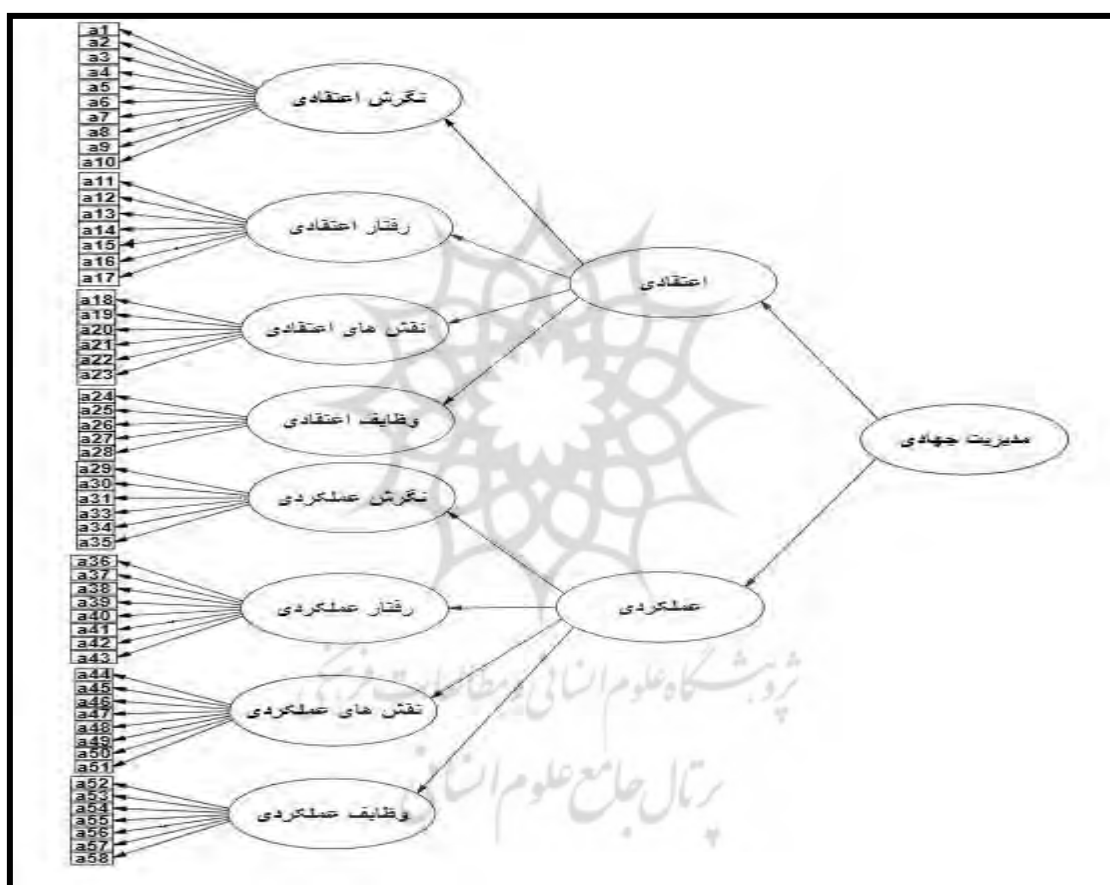 a1
a2
a3
a4
a5
a6
a7
a8
a9
a10
نگرش اعتقادی
a11
a12
a13
a14
a15
a16
a17
رفتار اعتقادی
a18
a19
a20
a21
a22
a23
نقش های اعتقادی
a24
a25
a26
a27
a28
وظایف اعتقادی
اعتقادی
مدیریت جهادی
a29
a30
a31
a33
a34
a35
نگرش عملکردی
a36
a37
a38
a39
a40
a41
a42
a43
رفتار عملکردی
عملکردی
a44
a45
a46
a47
a48
a49
a50
a51
نقش های عملکردی
a52
a53
a54
a55
a56
a57
a58
وظایف عملکردی
پژوهشگاه علوم انسانی و مطالعات فرهنگی
پرتال جامع علوم انسانی